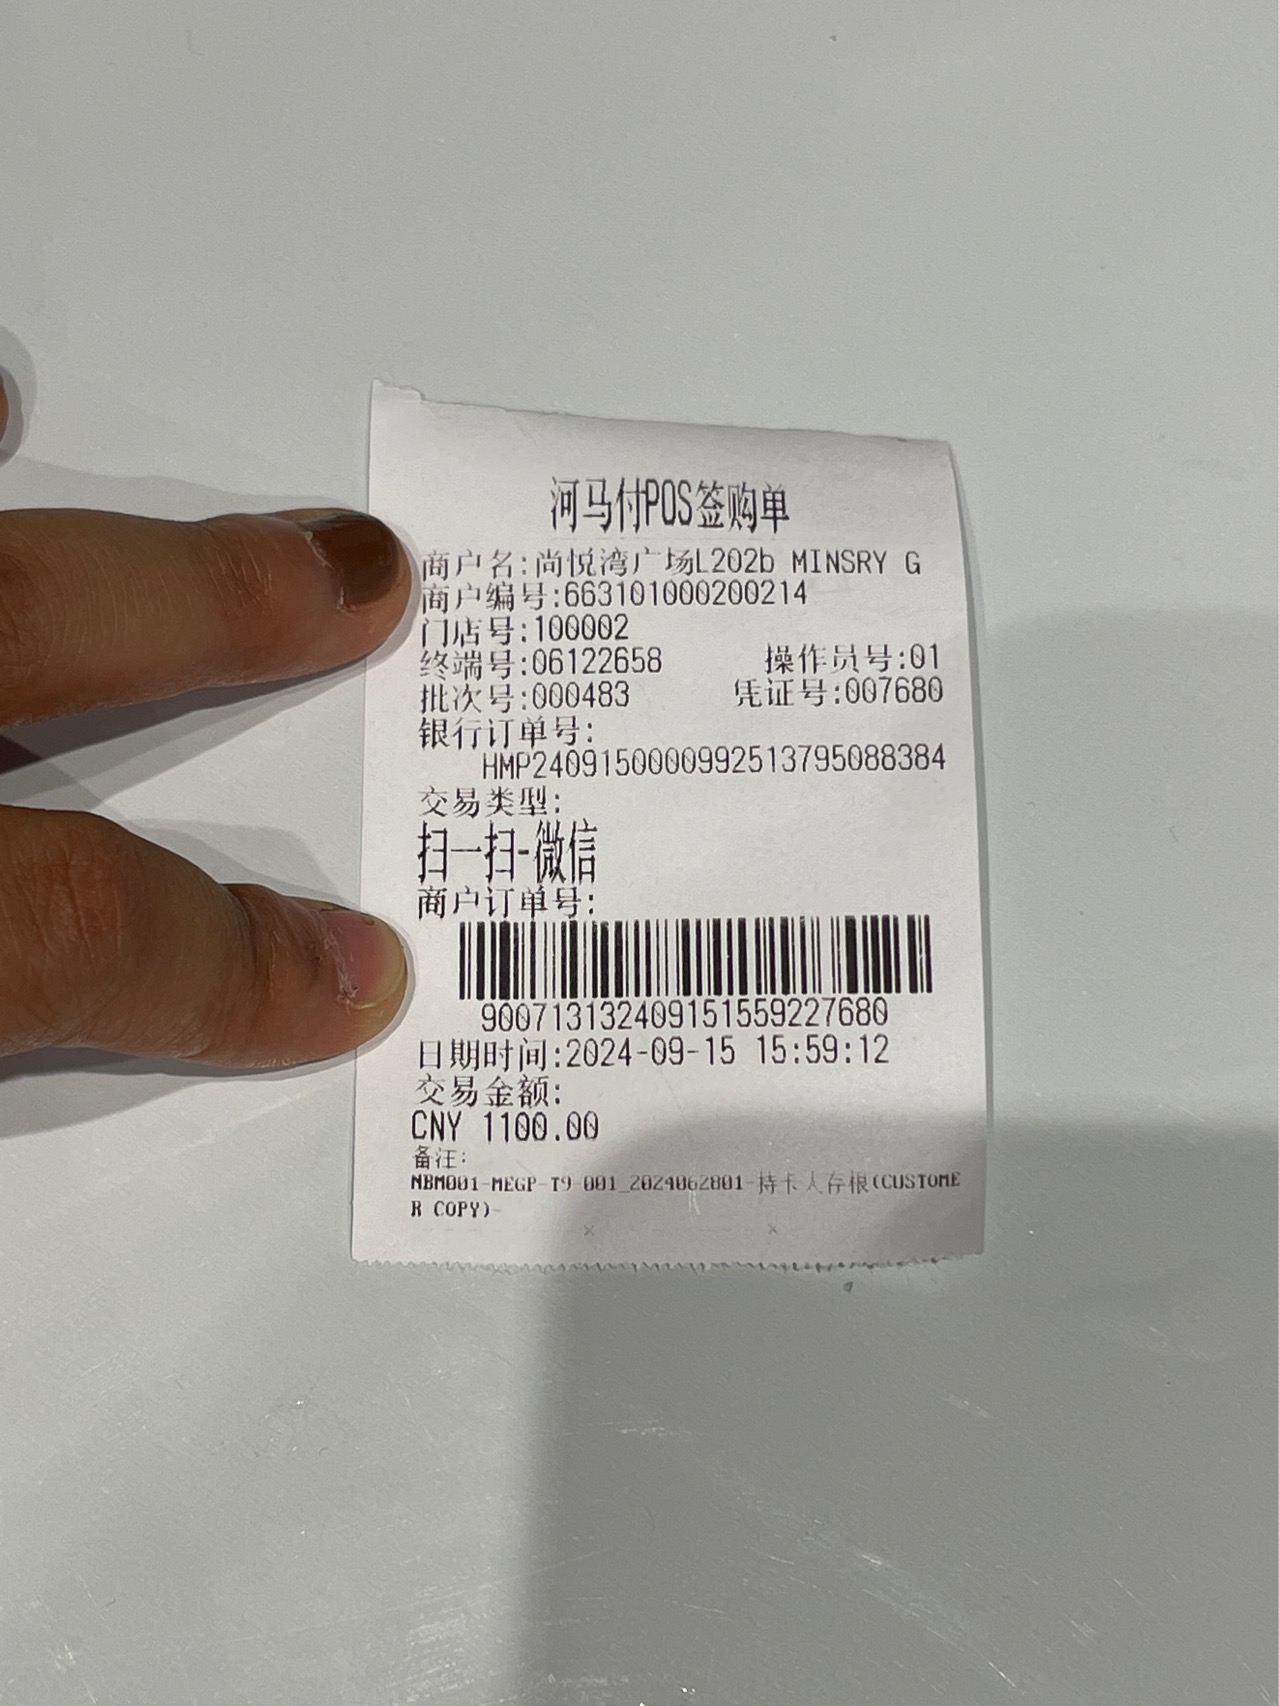 河马付POS签购单
商户名:尚悦湾广场L202b MINSRY G
商户编号:663101000200214
门店号:100002
终端号:06122658 操作员号:01
批次号:000483 凭证号:007680
银行订单号:
HMP240915000099251379508­8384
交易类型:
扫一扫-微信
商户订单号:
9007131324091515592276­80
日期时间:2024-09-15 15:59:12
交易金额:
CNY 1100.00
备注:
NBM001-MEGP-T9-001_2024062801-持卡人存根(CUSTOME
R COPY)-